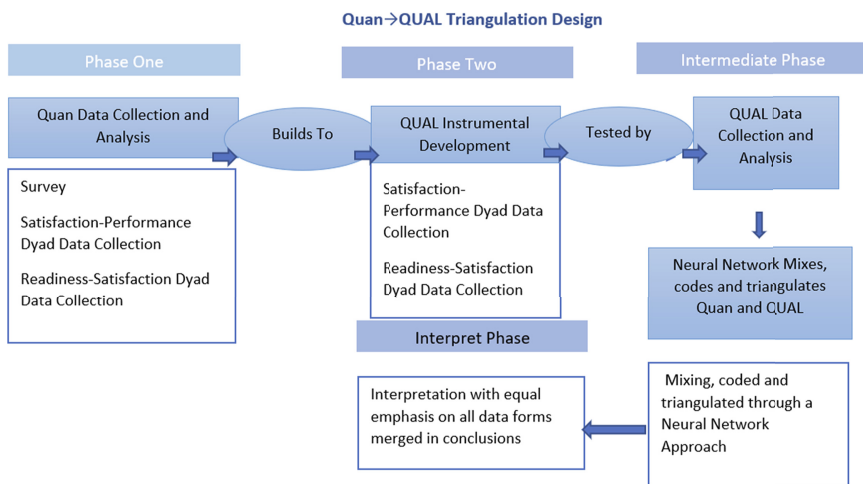 Quan→QUAL Triangulation Design
Phase One
Phase Two
Intermediate Phase
Quan Data Collection and
Analysis
Builds To
QUAL Instrumental
Development
Tested by
QUAL Data
Collection and
Analysis
Survey
Satisfaction-Performance
Dyad Data Collection
Readiness-Satisfaction Dyad
Data Collection
Satisfaction-
Performance Dyad Data
Collection
Readiness-Satisfaction
Dyad Data Collection
Neural Network Mixes,
codes and triangulates
Quan and QUAL
Interpret Phase
Interpretation with equal
emphasis on all data forms
merged in conclusions
Mixing, coded and
triangulated through a
Neural Network
Approach